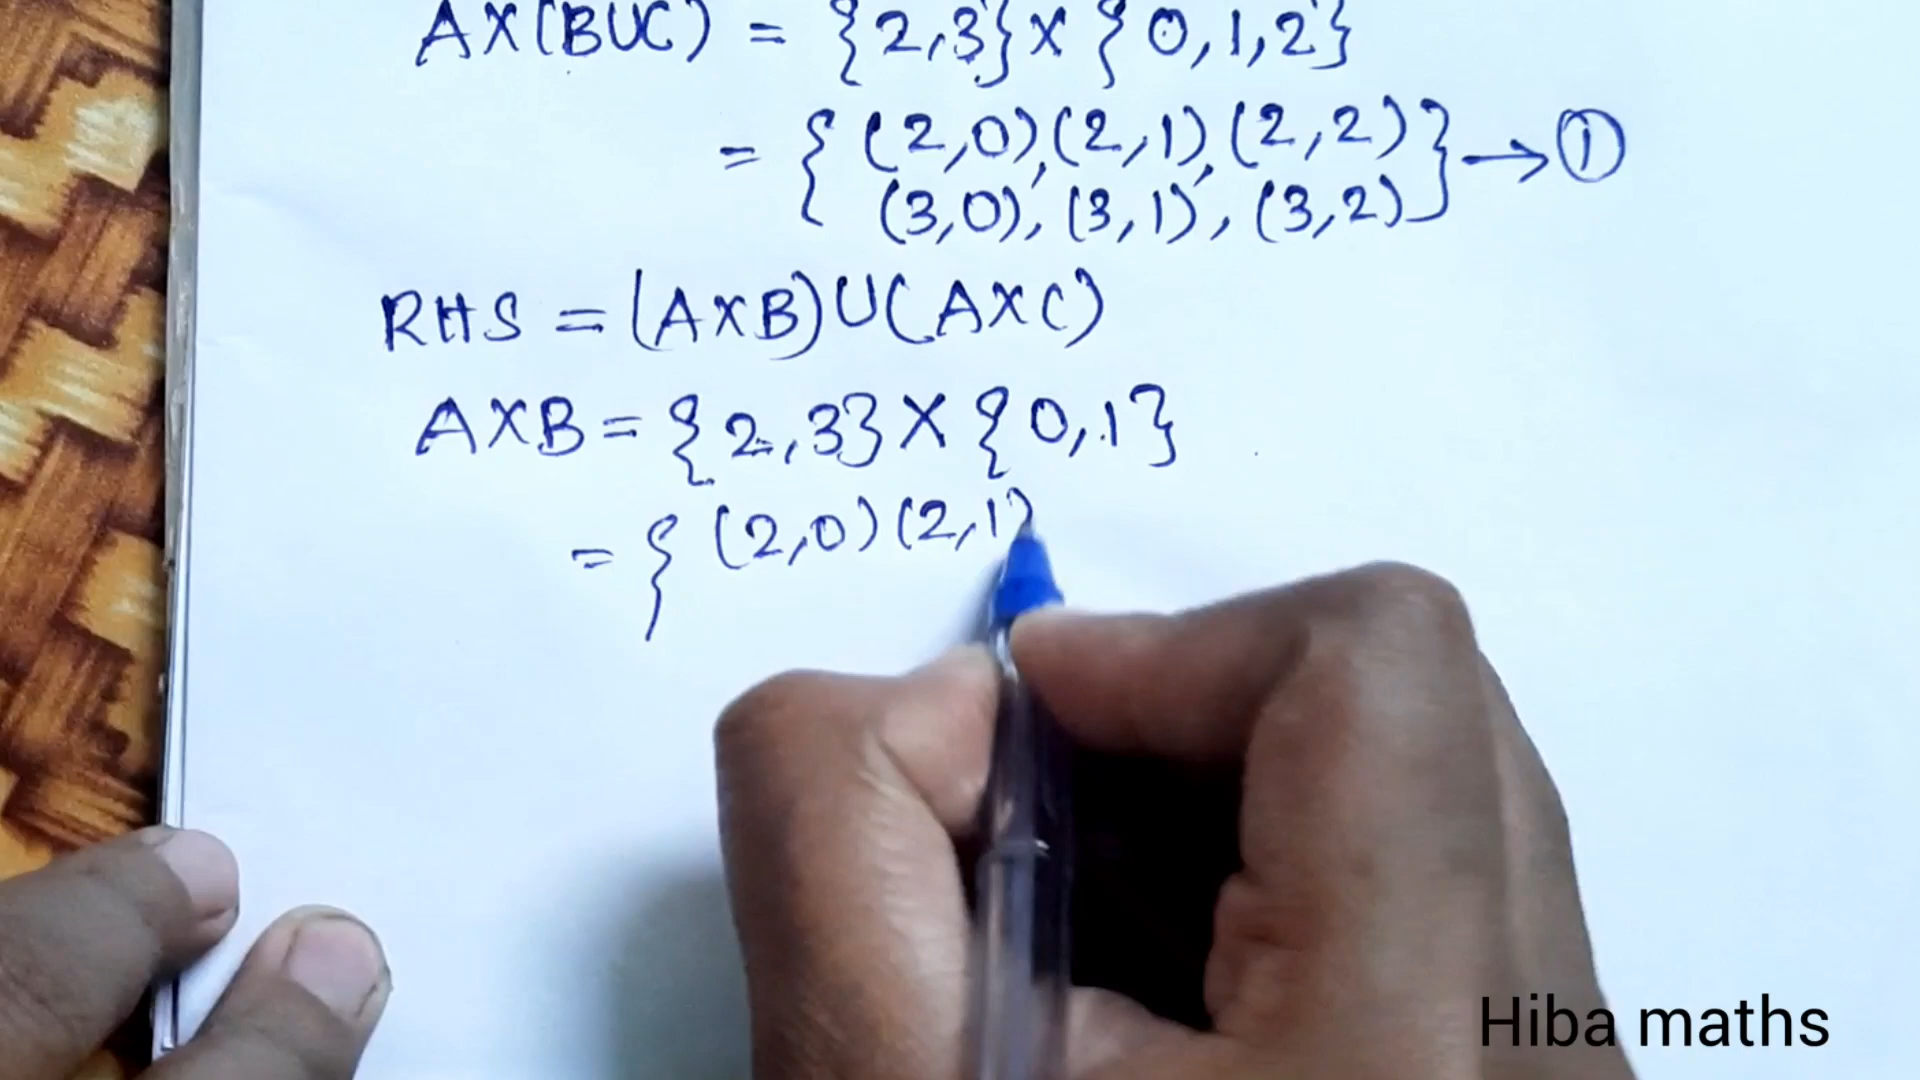 AX(BUC) = {2,3}X{0,1,2}
= {(2,0),(2,1),(2,2)
(3,0),(3,1),(3,2)}→①
RHS = (AXB)U(AXC)
AXB = {2,3}X{0,1}
= { (2,0) (2,1)
Hiba maths